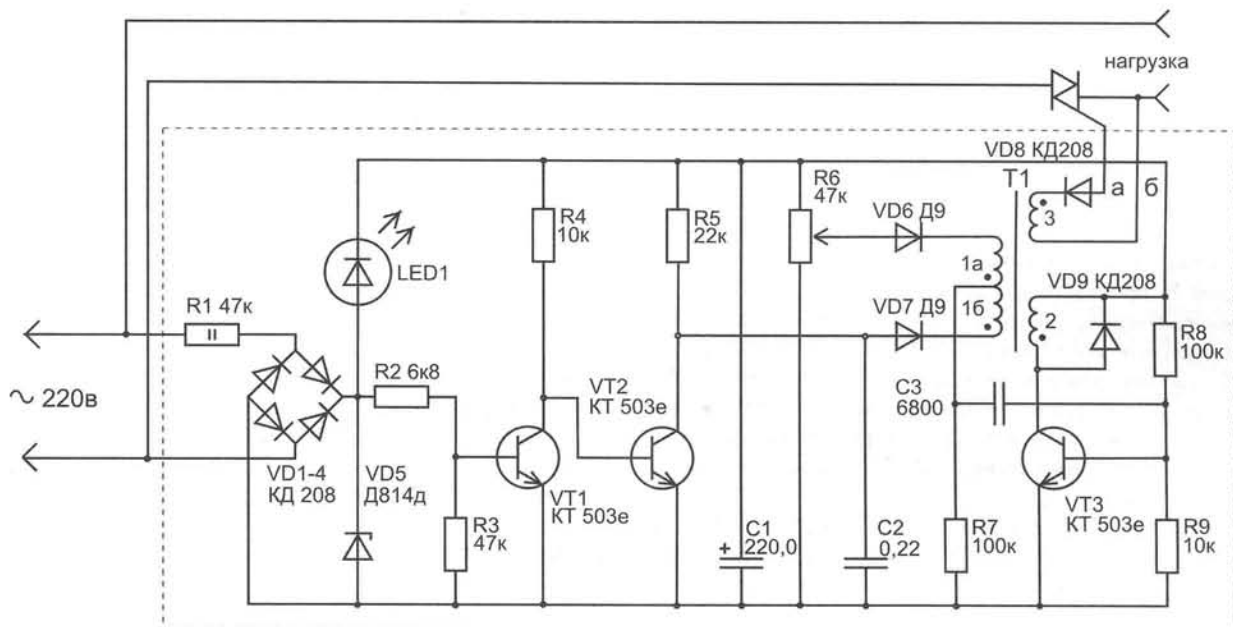 нагрузка
VD8 КД208
T1
а
б
R6
47к
3
R4
10к
R5
22к
VD6 Д9
LED1
1а
1б
VD9 КД208
R1 47к
VD7 Д9
2
R8
100к
R2 6к8
VT2
КТ 503е
C3
6800
~ 220в
VD1-4
КД 208
VD5
Д814д
VT1
КТ 503е
R3
47к
C1
+ 220,0
C2
0,22
R7
100к
VT3
КТ 503е
R9
10к